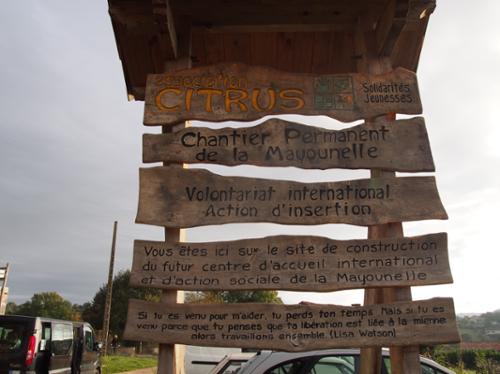 association
CITRUS
Solidarités
Jeunesses
Chantier Permanent
de la Mayounelle
Volontariat international
Action d'insertion
Vous êtes ici sur le site de construction
du futur centre d'accueil international
et d'action sociale de la Mayounelle
Si tu es venu pour m'aider, tu perds ton temps. Mais si tu es
venu parce que tu penses que ta libération est liée à la mienne
alors travaillons ensemble (Lisa Watson)